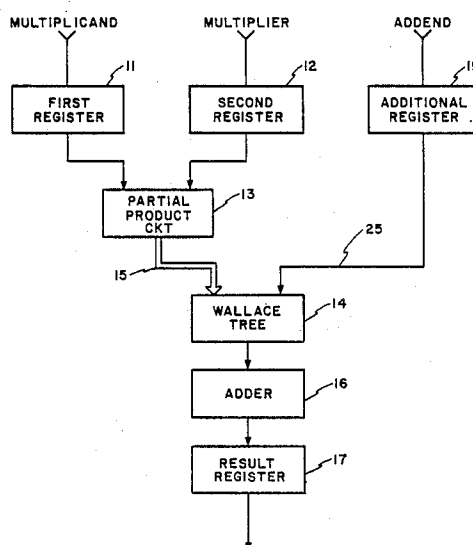 MULTIPLICAND MULTIPLIER ADDEND
11 12
FIRST REGISTER
SECOND REGISTER
ADDITIONAL REGISTER
PARTIAL PRODUCT CKT
13
15
25
WALLACE TREE
14
ADDER
16
RESULT REGISTER
17